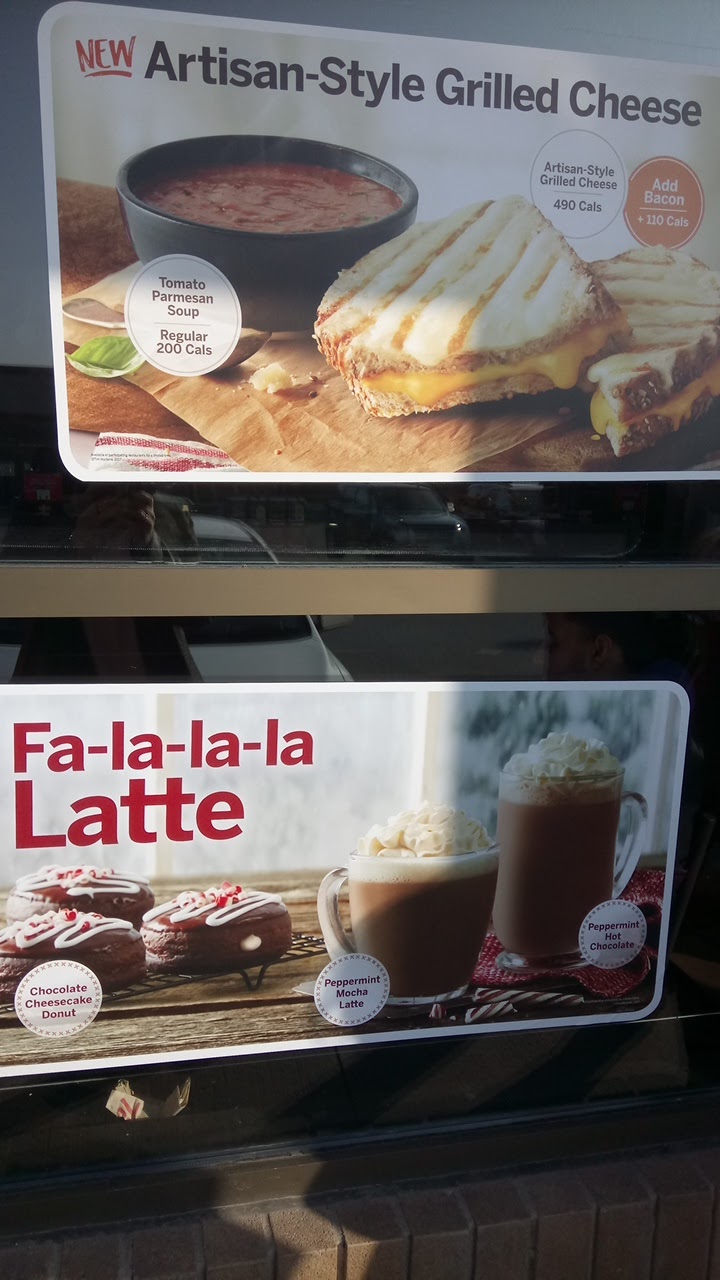 NEW Artisan-Style Grilled Cheese
Artisan-Style
Grilled Cheese
490 Cals
Add
Bacon
+ 110 Cals
Tomato
Parmesan
Soup
Regular
200 Cals
Fa-la-la-la
Latte
Chocolate
Cheesecake
Donut
Peppermint
Mocha
Latte
Peppermint
Hot
Chocolate